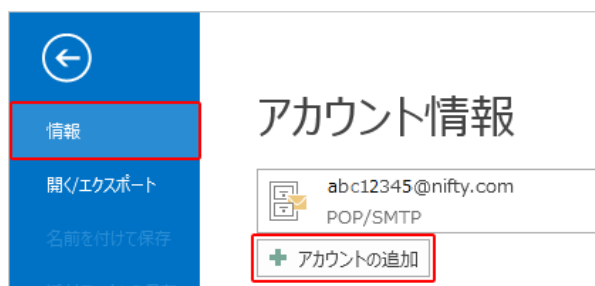 アカウント情報
情報
開く/エクスポート
名前を付けて保存
abc12345@nifty.com
POP/SMTP
アカウントの追加